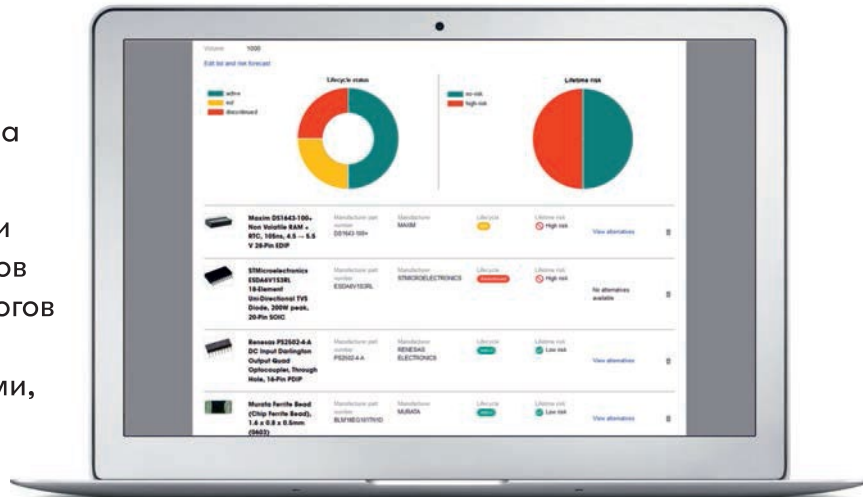 а
и
ов
огов
ми,
Volume 1000
Edit list and risk forecast
Lifecycle status
active
eol
discontinued
Lifetime risk
no risk
high risk
Maxim DS1643-100+
Non Volatile RAM +
RTC, 105ns, 4.5 → 5.5
V 28-Pin EDIP
Manufacturer part
number
DS1643-100+
Manufacturer
MAXIM
Lifecycle
Lifetime risk
High risk
View alternatives
STMicroelectronics
ESDA6V1S3RL
18-Element
Uni-Directional TVS
Diode, 200W peak,
20-Pin SOIC
Manufacturer part
number
ESDA6V1S3RL
Manufacturer
STMICROELECTRONICS
Lifecycle
Discontinued
Lifetime risk
High risk
No alternatives
available
Renesas PS2502-4-A
DC Input Darlington
Output Quad
Optocoupler, Through
Hole, 16-Pin PDIP
Manufacturer part
number
PS2502-4-A
Manufacturer
RENESAS
ELECTRONICS
Lifecycle
Lifetime risk
Low risk
View alternatives
Murata Ferrite Bead
(Chip Ferrite Bead),
1.6 x 0.8 x 0.5mm
(0603)
Manufacturer part
number
Manufacturer
MURATA
Lifecycle
Lifetime risk
Low risk
View alternatives